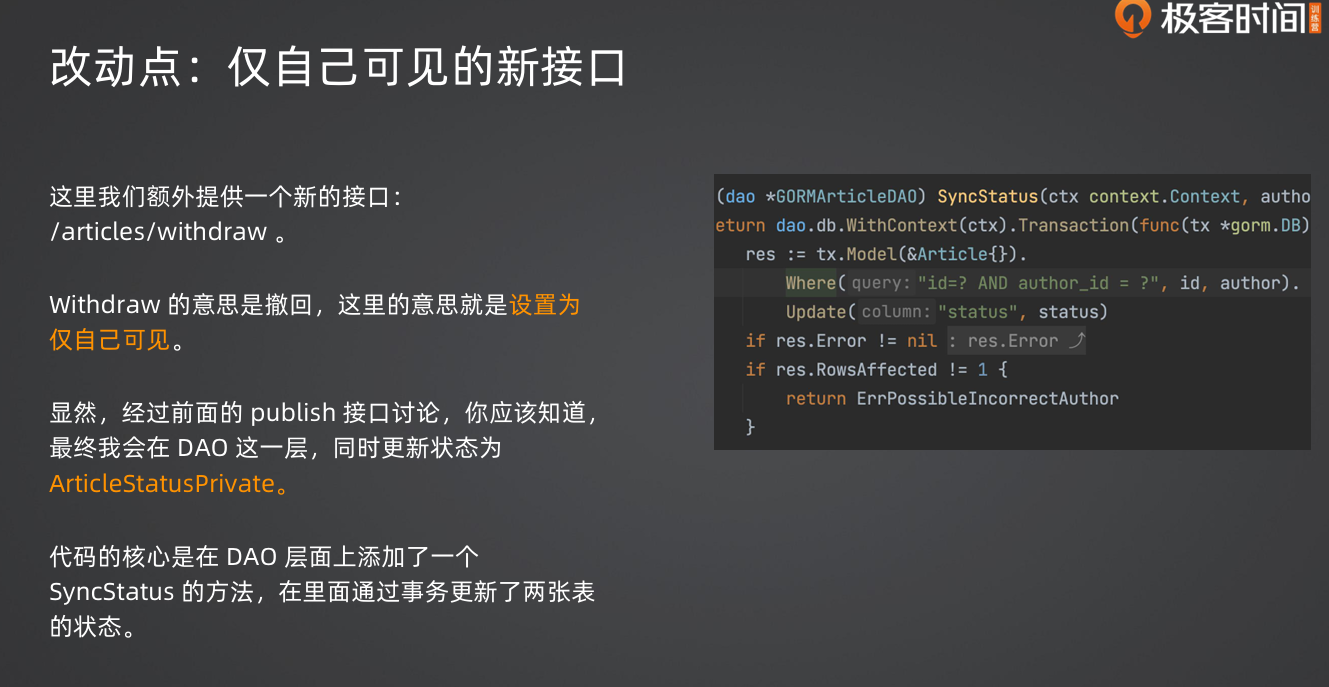 极客时间
训练营
改动点：仅自己可见的新接口
这里我们额外提供一个新的接口：
/articles/withdraw 。
Withdraw 的意思是撤回，这里的意思就是设置为
仅自己可见。
显然，经过前面的 publish 接口讨论，你应该知道，
最终我会在 DAO 这一层，同时更新状态为
ArticleStatusPrivate。
代码的核心是在 DAO 层面上添加了一个
SyncStatus 的方法，在里面通过事务更新了两张表
的状态。
(dao *GORMArticleDAO) SyncStatus(ctx context.Context, autho
eturn dao.db.WithContext(ctx).Transaction(func(tx *gorm.DB)
res := tx.Model(&Article{}).
Where( query: "id=? AND author_id = ?", id, author).
Update( column: "status", status)
if res.Error != nil : res.Error ⤴
if res.RowsAffected != 1 {
return ErrPossibleIncorrectAuthor
}